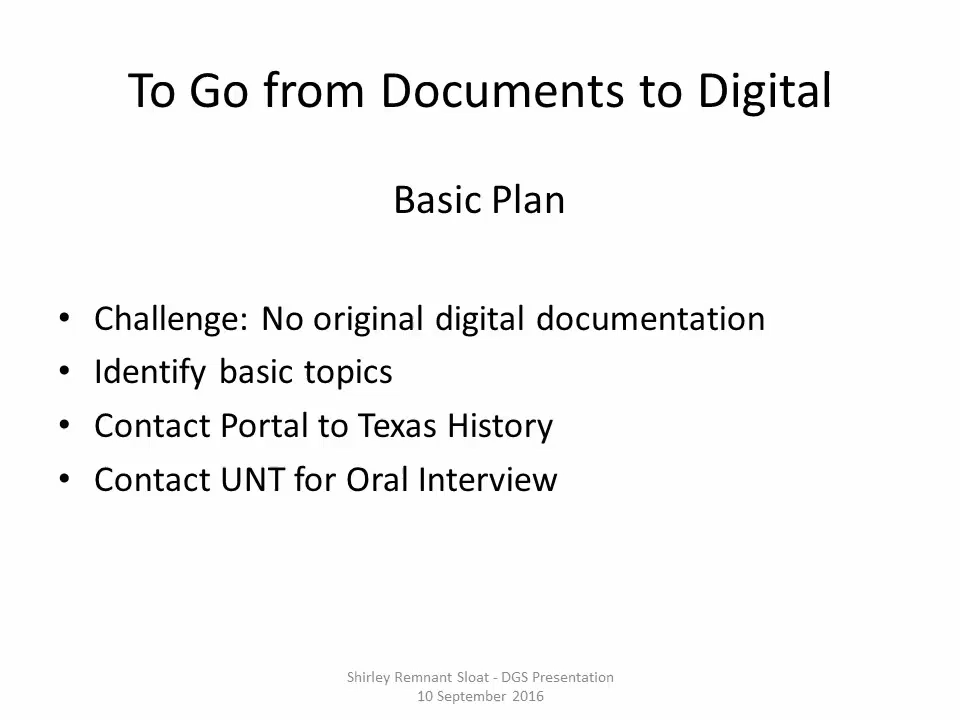 To Go from Documents to Digital
Basic Plan
• Challenge: No original digital documentation
• Identify basic topics
• Contact Portal to Texas History
• Contact UNT for Oral Interview
Shirley Remnant Sloat - DGS Presentation
10 September 2016